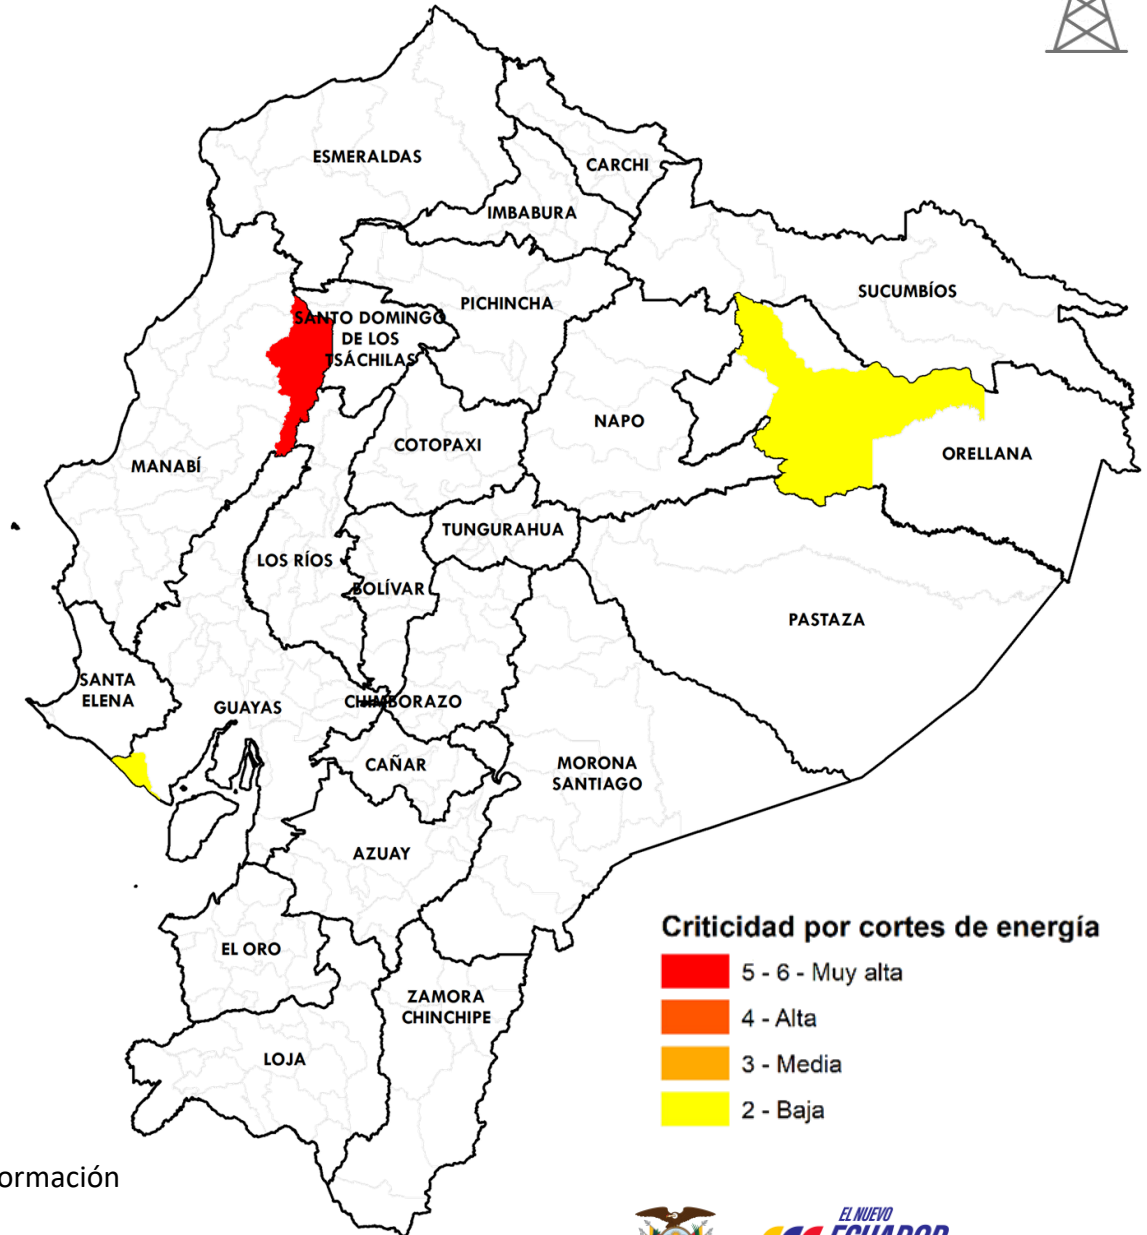 ESMERALDAS
CARCHI
IMBABURA
SUCUMBÍOS
PICHINCHA
SANTO DOMINGO
DE LOS
TSÁCHILAS
NAPO
COTOPAXI
ORELLANA
MANABÍ
TUNGURAHUA
LOS RÍOS
BOLÍVAR
PASTAZA
SANTA
ELENA
GUAYAS
CHIMBORAZO
CAÑAR
MORONA
SANTIAGO
AZUAY
EL ORO
ZAMORA
CHINCHIPE
LOJA
Criticidad por cortes de energía
5 - 6 - Muy alta
4 - Alta
3 - Media
2 - Baja
ormación
EL NUEVO
ECUADOR